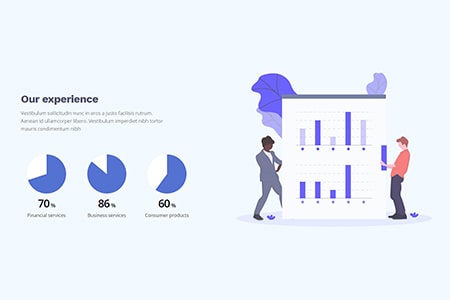 Our experience
Vestibulum sollicitudin nunc in eros a justo facilisis rutrum.
Aenean id ullamcorper libero. Vestibulum imperdiet nibh tortor
mauris condimentum nibh
70 % 86 % 60 %
Financial services Business services Consumer products